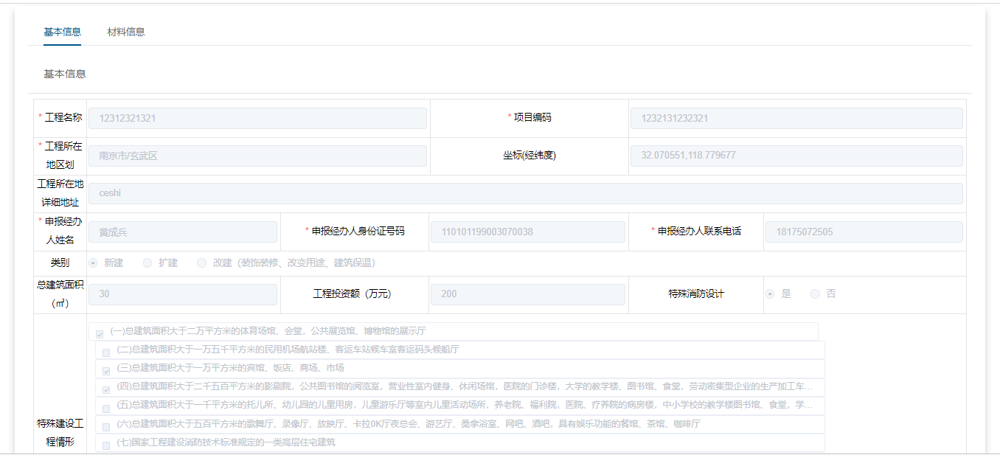 基本信息 材料信息
基本信息
* 工程名称 12312321321 * 项目编码 1232131232321
* 工程所在
地区划 南京市/玄武区 坐标(经纬度) 32.070551,118.779677
工程所在地
详细地址 ceshi
* 申报经办
人姓名 黄成兵 * 申报经办人身份证号码 110101199003070038 * 申报经办人联系电话 18175072505
类别 新建 扩建 改建（装饰装修、改变用途、建筑保温）
总建筑面积
（㎡） 30 工程投资额（万元） 200 特殊消防设计 是 否
特殊建设工
程情形
(一)总建筑面积大于二万平方米的体育场馆、会堂，公共展览馆、博物馆的展示厅
(二)总建筑面积大于一万五千平方米的民用机场航站楼、客运车站候车室客运码头候船厅
(三)总建筑面积大于一万平方米的宾馆、饭店、商场、市场
(四)总建筑面积大于二千五百平方米的影剧院，公共图书馆的阅览室，营业性室内健身、休闲场馆，医院的门诊楼，大学的教学楼、图书馆、食堂，劳动密集型企业的生产加工车...
(五)总建筑面积大于一千平方米的托儿所、幼儿园的儿童用房，儿童游乐厅等室内儿童活动场所，养老院、福利院，医院、疗养院的病房楼，中小学校的教学楼图书馆、食堂，学...
(六)总建筑面积大于五百平方米的歌舞厅、录像厅、放映厅、卡拉OK厅夜总会、游艺厅、桑拿浴室、网吧、酒吧，具有娱乐功能的餐馆、茶馆、咖啡厅
(七)国家工程建设消防技术标准规定的一类高层住宅建筑